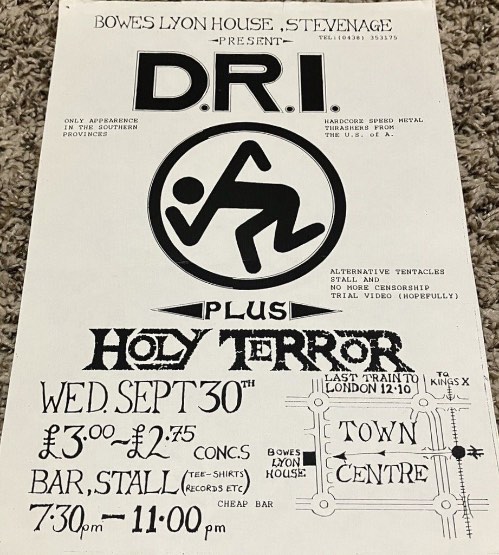 BOWES LYON HOUSE, STEVENAGE
PRESENT
TEL:(0438) 353175
D.R.I.
ONLY APPEARENCE
IN THE SOUTHERN
PROVINCES
HARDCORE SPEED METAL
THRASHERS FROM
THE U.S. of A.
ALTERNATIVE TENTACLES
STALL AND
NO MORE CENSORSHIP
TRIAL VIDEO (HOPEFULLY)
PLUS
HOLY TERROR
WED. SEPT 30TH
£3.00~£2.75 CONC.S
BAR, STALL (TEE-SHIRTS
RECORDS ETC)
CHEAP BAR
7.30pm — 11.00pm
LAST TRAIN TO
LONDON 12.10
TO
KINGS X
TOWN
CENTRE
BOWES
LYON
HOUSE